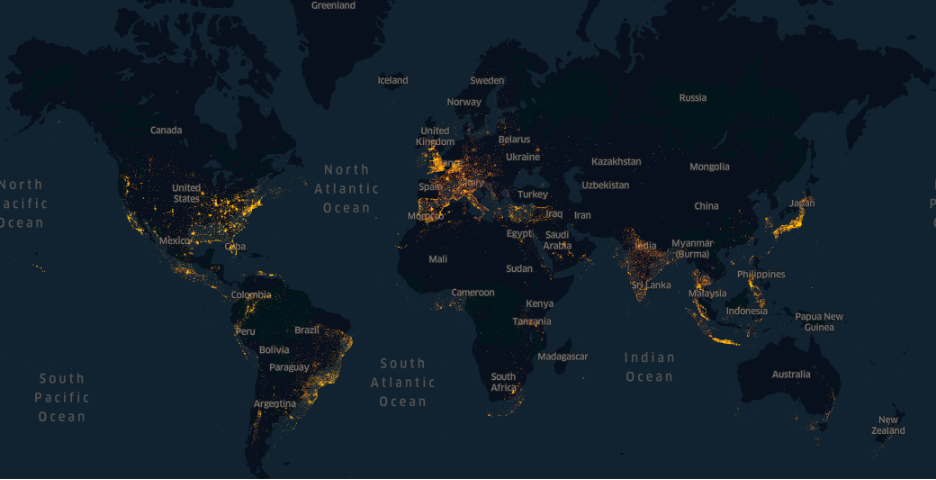 Greenland
Iceland
Sweden
Norway
Russia
Canada
United
Kingdom
Belarus
Ukraine
Kazakhstan
Mongolia
North
Atlantic
Ocean
North
Ocean
United
States
Spain
Turkey
Uzbekistan
China
Japan
Morocco
Iraq
Iran
Mexico
Cuba
Egypt
Saudi
Arabia
India
Myanmar
(Burma)
Mali
Sudan
Philippines
Sri Lanka
Malaysia
Colombia
Cameroon
Kenya
Indonesia
Papua New
Guinea
Peru
Brazil
Tanzania
Bolivia
Madagascar
Paraguay
South
Pacific
Ocean
South
Atlantic
Ocean
Indian
Ocean
South
Africa
Australia
Argentina
New
Zealand